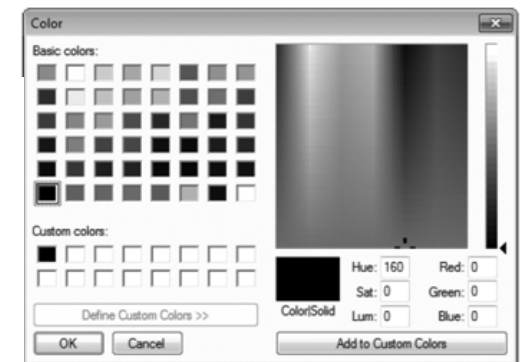 Color
Basic colors:
Custom colors:
Define Custom Colors >>
OK Cancel
Color|Solid
Hue: 160 Red: 0
Sat: 0 Green: 0
Lum: 0 Blue: 0
Add to Custom Colors